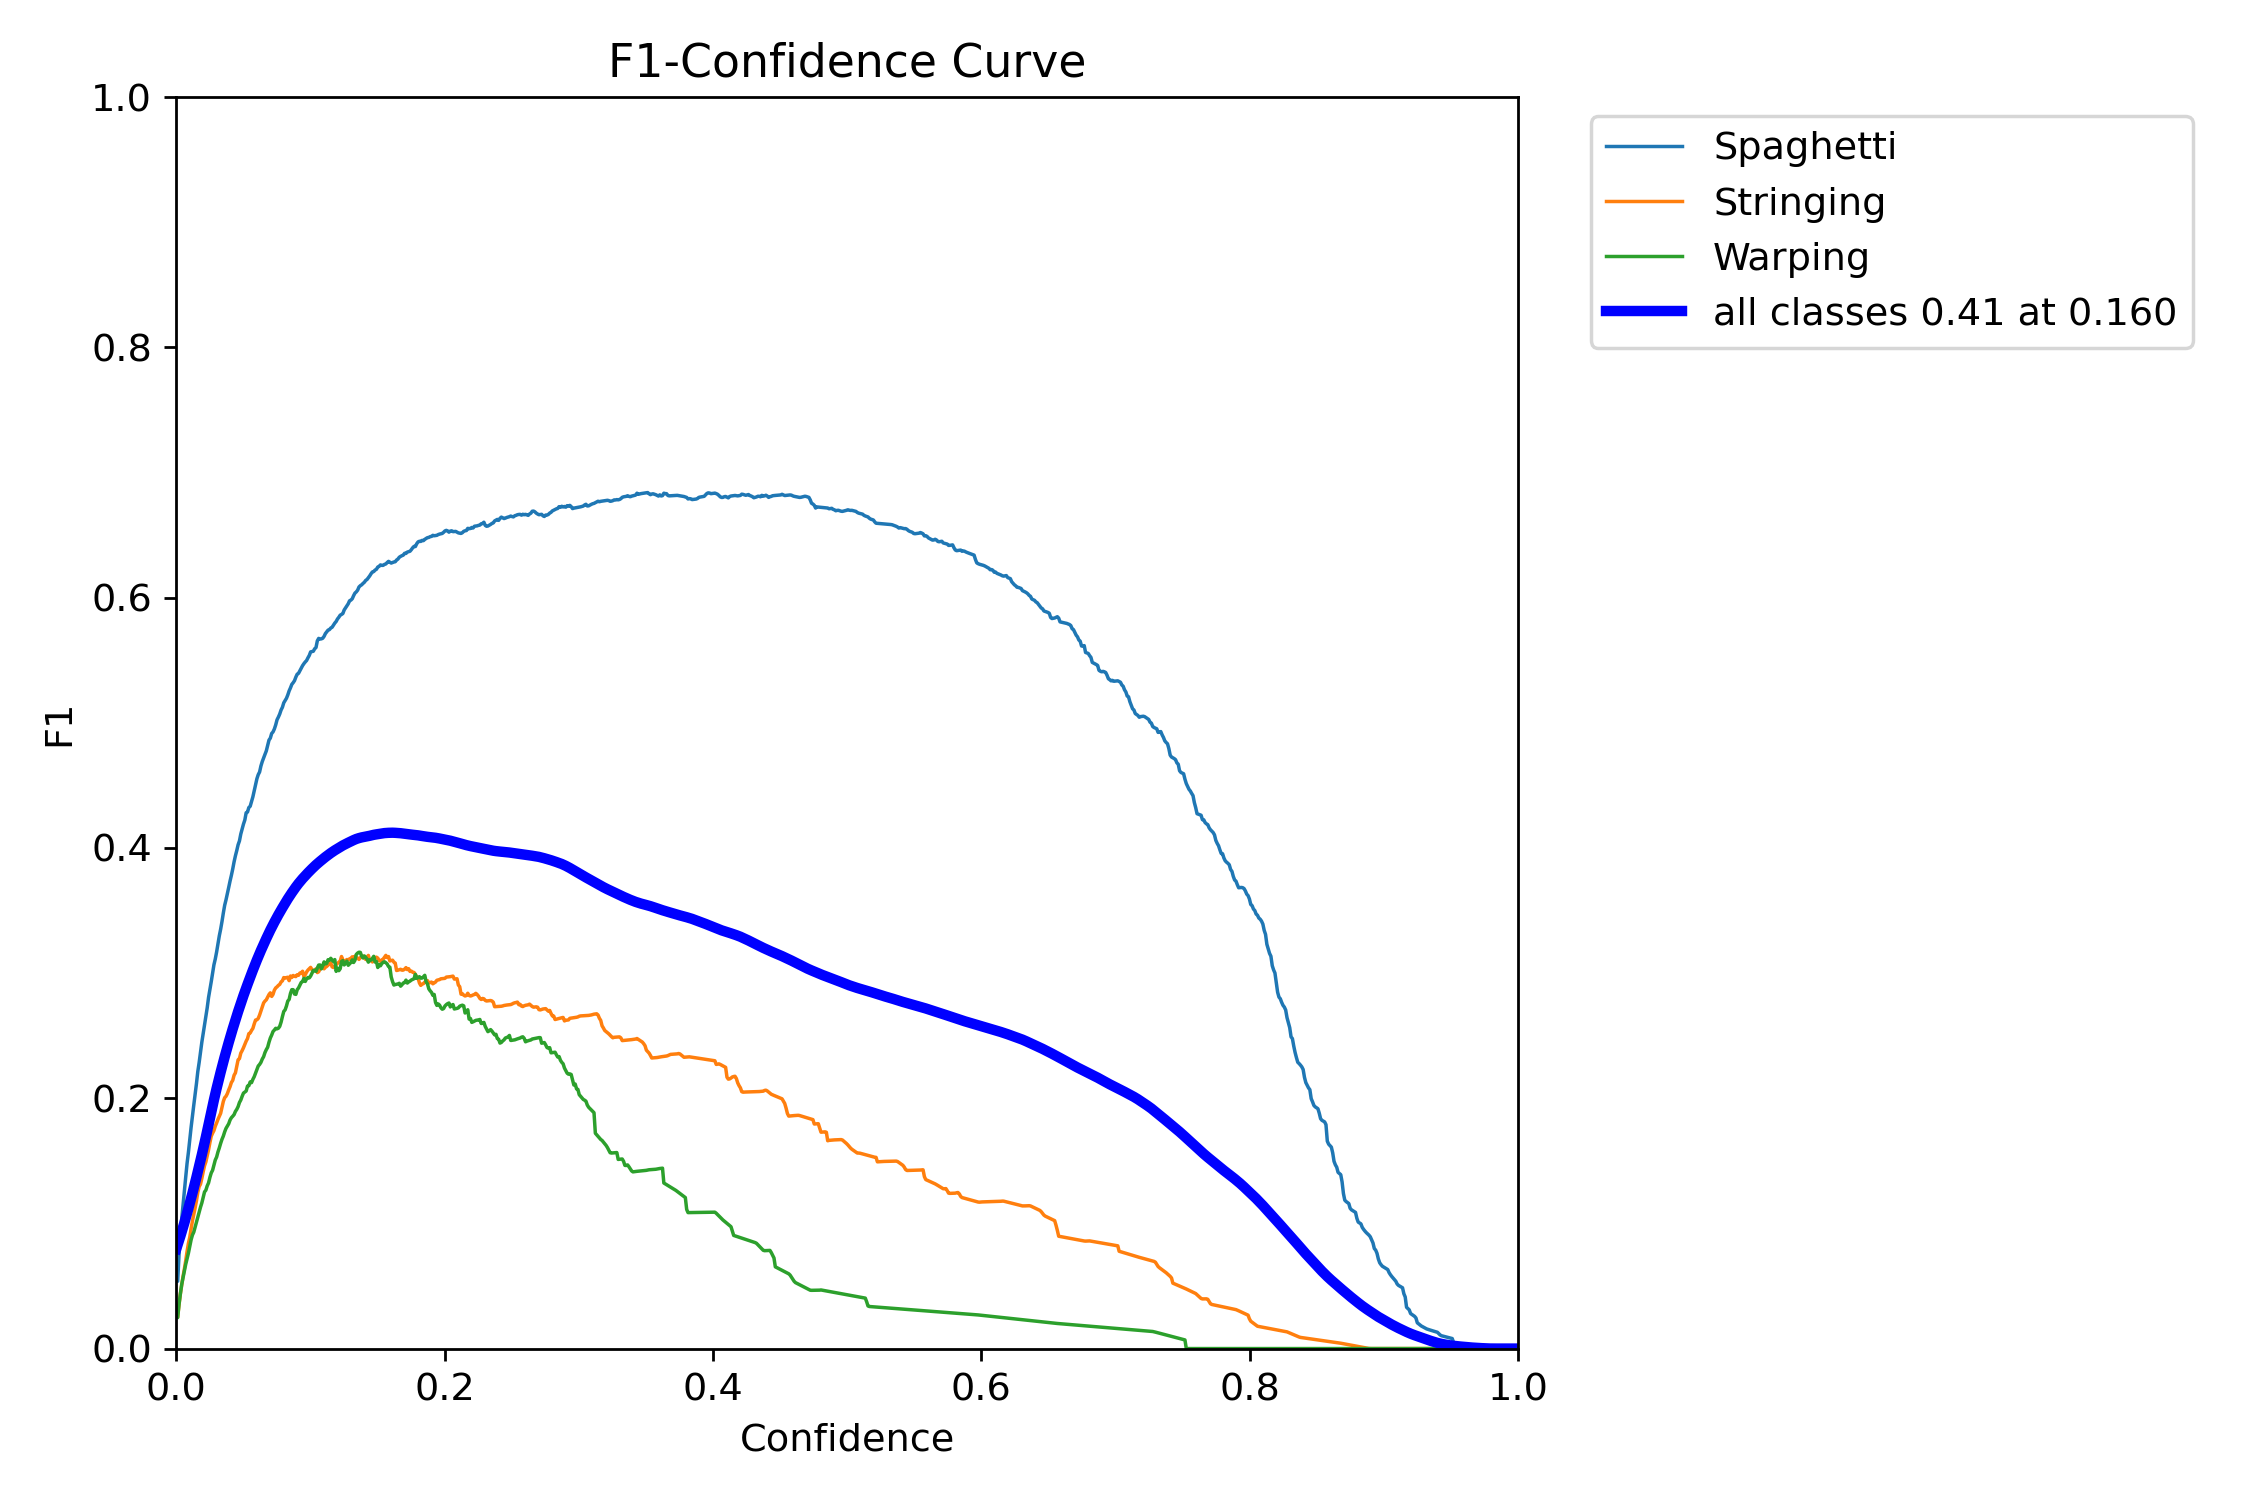 F1-Confidence Curve
1.0
0.8
0.6
0.4
0.2
0.0
F1
0.0 0.2 0.4 0.6 0.8 1.0
Confidence
Spaghetti
Stringing
Warping
all classes 0.41 at 0.160